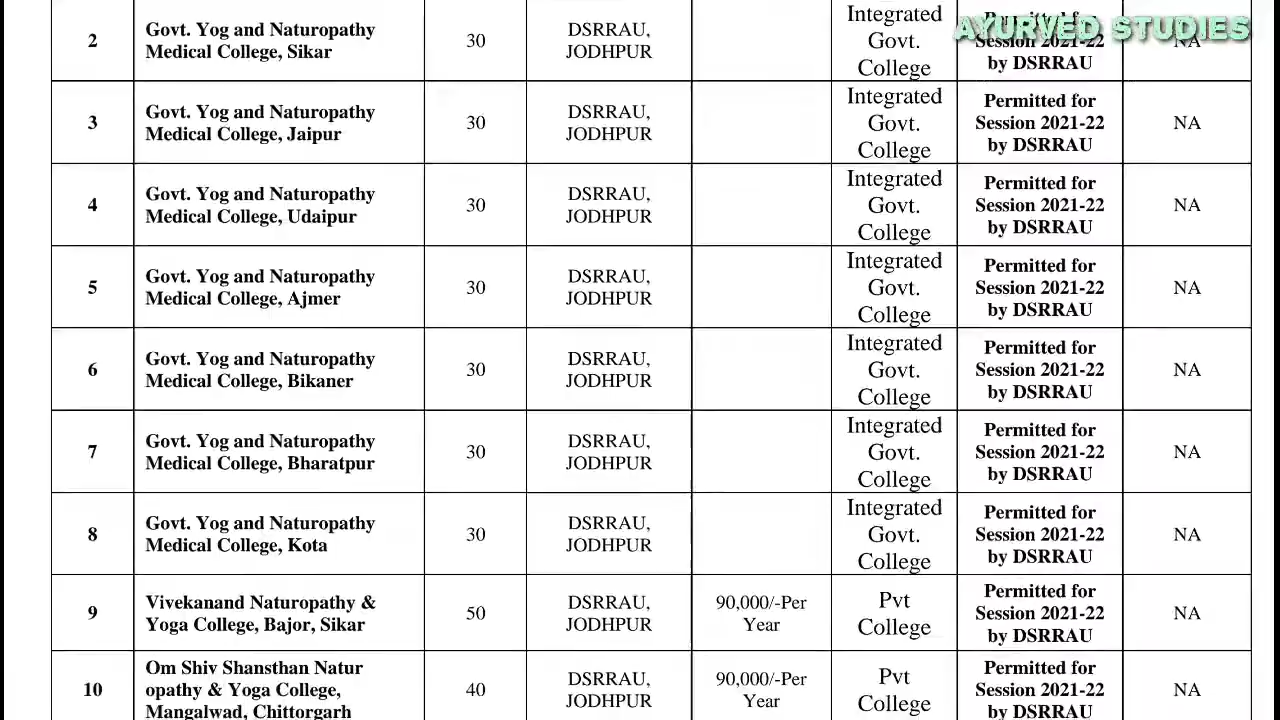 AYURVED STUDIES
2
Govt. Yog and Naturopathy
Medical College, Sikar
30
DSRRAU,
JODHPUR
Integrated
Govt.
College
Permitted for
Session 2021-22
by DSRRAU
NA
3
Govt. Yog and Naturopathy
Medical College, Jaipur
30
DSRRAU,
JODHPUR
Integrated
Govt.
College
Permitted for
Session 2021-22
by DSRRAU
NA
4
Govt. Yog and Naturopathy
Medical College, Udaipur
30
DSRRAU,
JODHPUR
Integrated
Govt.
College
Permitted for
Session 2021-22
by DSRRAU
NA
5
Govt. Yog and Naturopathy
Medical College, Ajmer
30
DSRRAU,
JODHPUR
Integrated
Govt.
College
Permitted for
Session 2021-22
by DSRRAU
NA
6
Govt. Yog and Naturopathy
Medical College, Bikaner
30
DSRRAU,
JODHPUR
Integrated
Govt.
College
Permitted for
Session 2021-22
by DSRRAU
NA
7
Govt. Yog and Naturopathy
Medical College, Bharatpur
30
DSRRAU,
JODHPUR
Integrated
Govt.
College
Permitted for
Session 2021-22
by DSRRAU
NA
8
Govt. Yog and Naturopathy
Medical College, Kota
30
DSRRAU,
JODHPUR
Integrated
Govt.
College
Permitted for
Session 2021-22
by DSRRAU
NA
9
Vivekanand Naturopathy &
Yoga College, Bajor, Sikar
50
DSRRAU,
JODHPUR
90,000/-Per
Year
Pvt
College
Permitted for
Session 2021-22
by DSRRAU
NA
10
Om Shiv Shansthan Natur
opathy & Yoga College,
Mangalwad, Chittorgarh
40
DSRRAU,
JODHPUR
90,000/-Per
Year
Pvt
College
Permitted for
Session 2021-22
by DSRRAU
NA